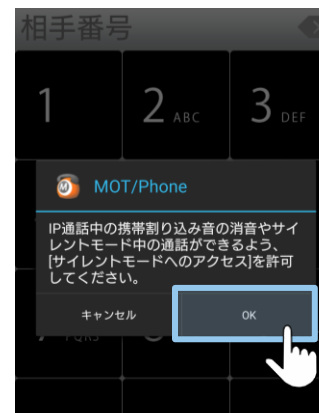 相手番号
1 2 ABC 3 DEF
MOT/Phone
IP通話中の携帯割り込み音の消音やサイ
レントモード中の通話ができるよう、
[サイレントモードへのアクセス]を許可
してください。
キャンセル OK